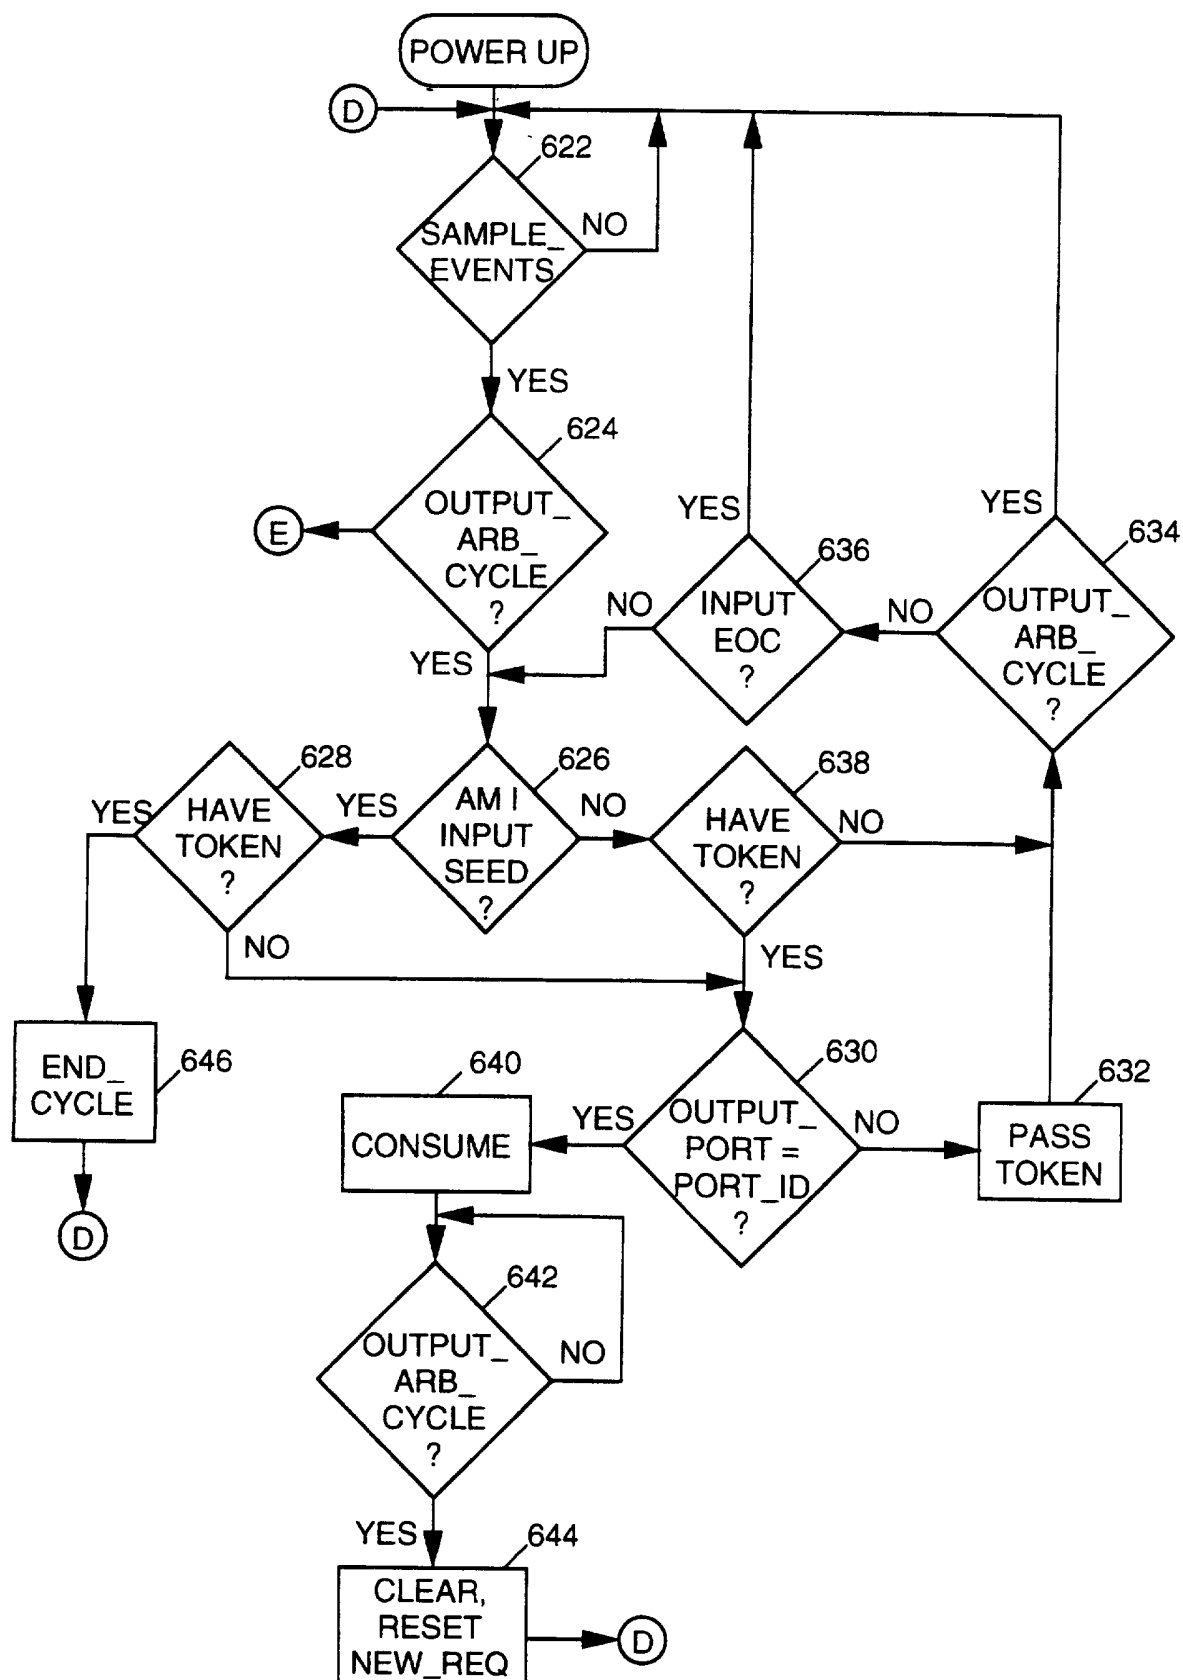 POWER UP
D
622
SAMPLE_
EVENTS
NO
YES
624
OUTPUT_
ARB_
CYCLE
?
E
YES
636
INPUT
EOC
?
YES
NO
634
OUTPUT_
ARB_
CYCLE
?
YES
NO
628
HAVE
TOKEN
?
YES
NO
626
AM I
INPUT
SEED
?
YES
NO
638
HAVE
TOKEN
?
NO
YES
END_
CYCLE
646
D
640
CONSUME
630
OUTPUT_
PORT =
PORT_ID
?
YES
NO
632
PASS
TOKEN
642
OUTPUT_
ARB_
CYCLE
?
NO
YES
644
CLEAR,
RESET
NEW_REQ
D